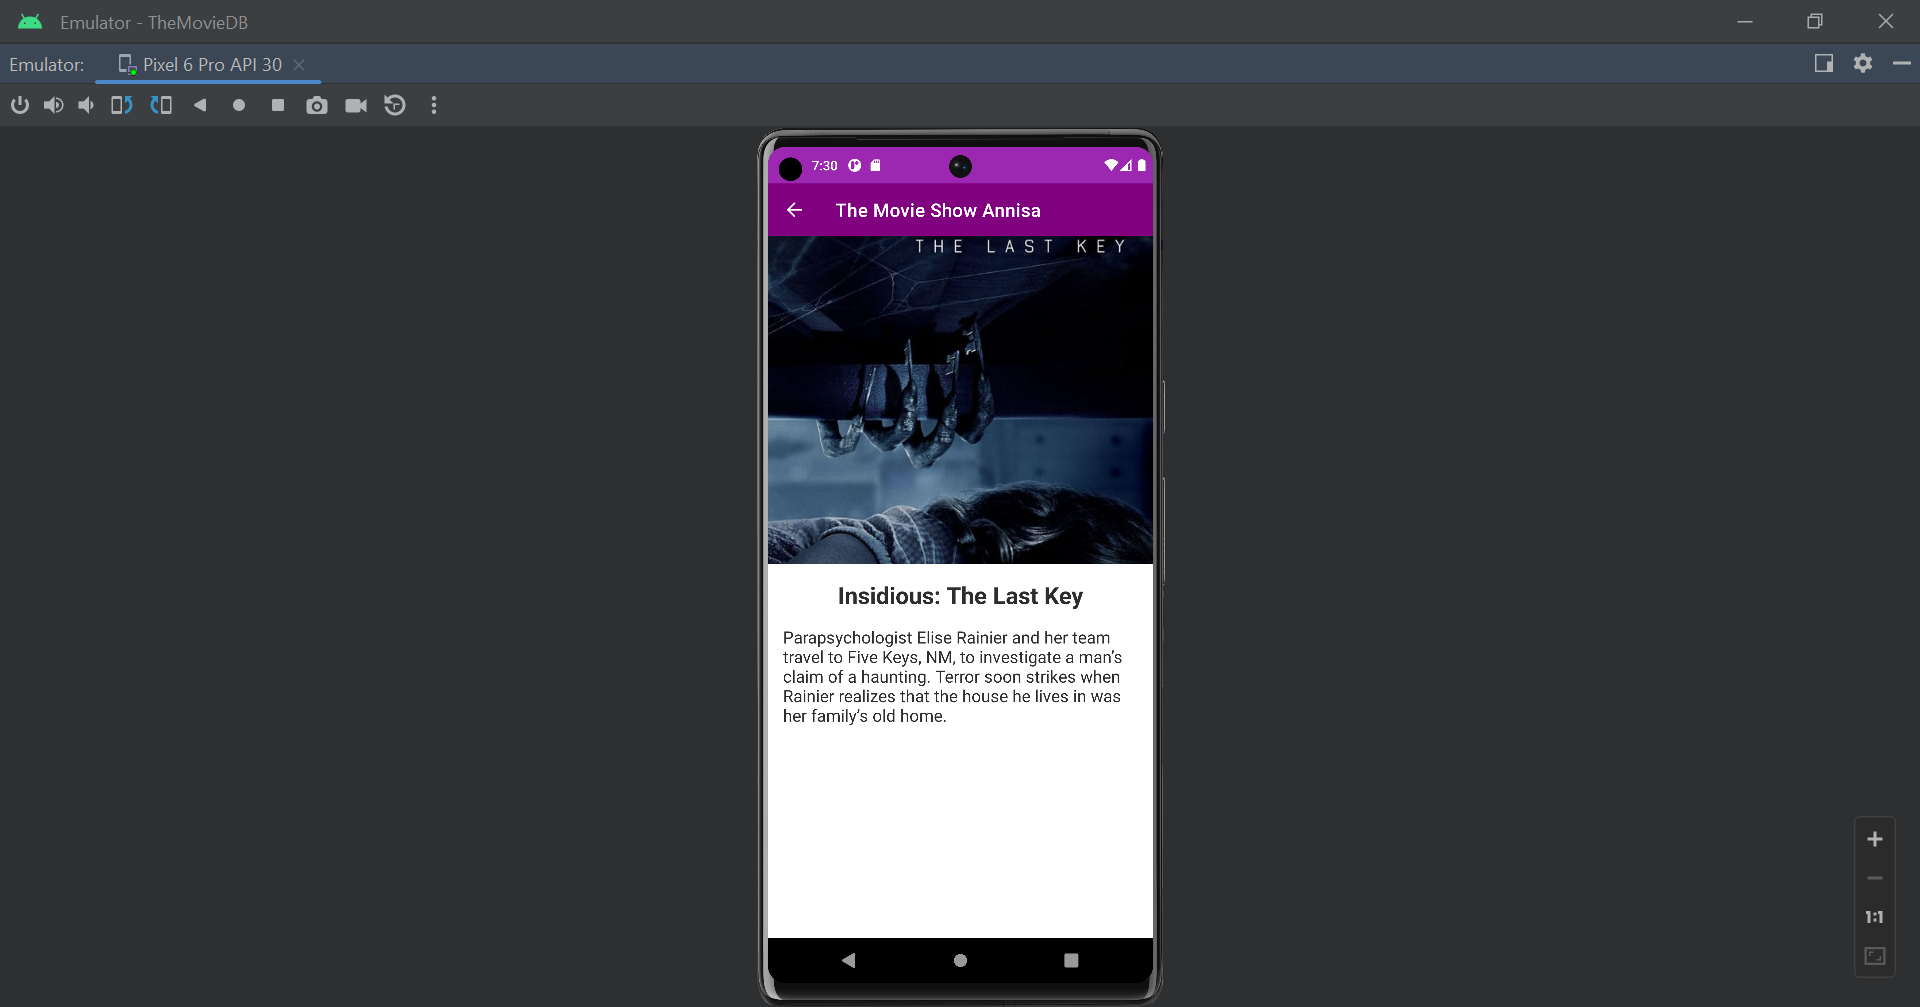 Emulator - TheMovieDB
Emulator:
Pixel 6 Pro API 30
7:30
The Movie Show Annisa
THE LAST KEY
Insidious: The Last Key
Parapsychologist Elise Rainier and her team
travel to Five Keys, NM, to investigate a man’s
claim of a haunting. Terror soon strikes when
Rainier realizes that the house he lives in was
her family’s old home.
1:1